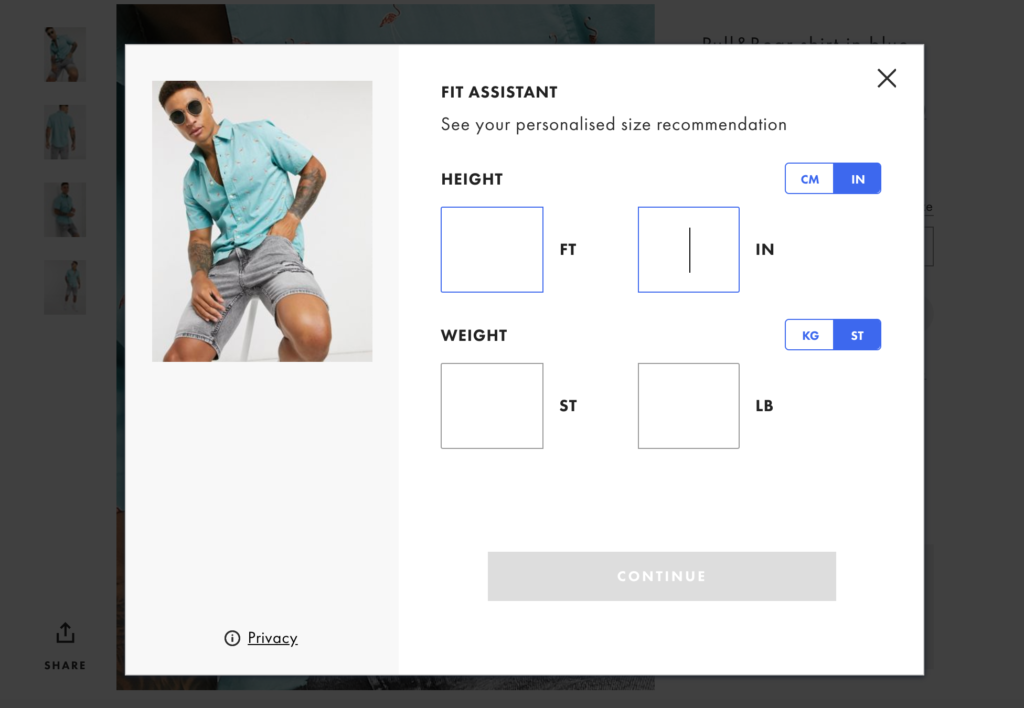 FIT ASSISTANT
See your personalised size recommendation
HEIGHT
CM IN
FT IN
WEIGHT
KG ST
ST LB
CONTINUE
Privacy
SHARE